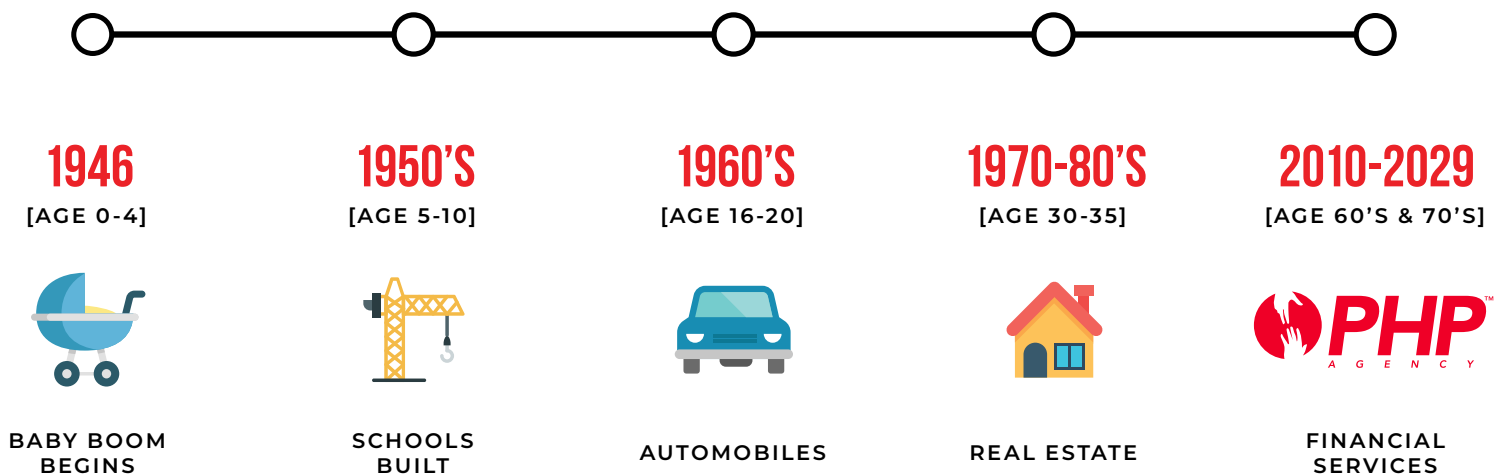 1946
[AGE 0-4]
BABY BOOM
BEGINS
1950'S
[AGE 5-10]
SCHOOLS
BUILT
1960'S
[AGE 16-20]
AUTOMOBILES
1970-80'S
[AGE 30-35]
REAL ESTATE
2010-2029
[AGE 60'S & 70'S]
PHP™
AGENCY
FINANCIAL
SERVICES